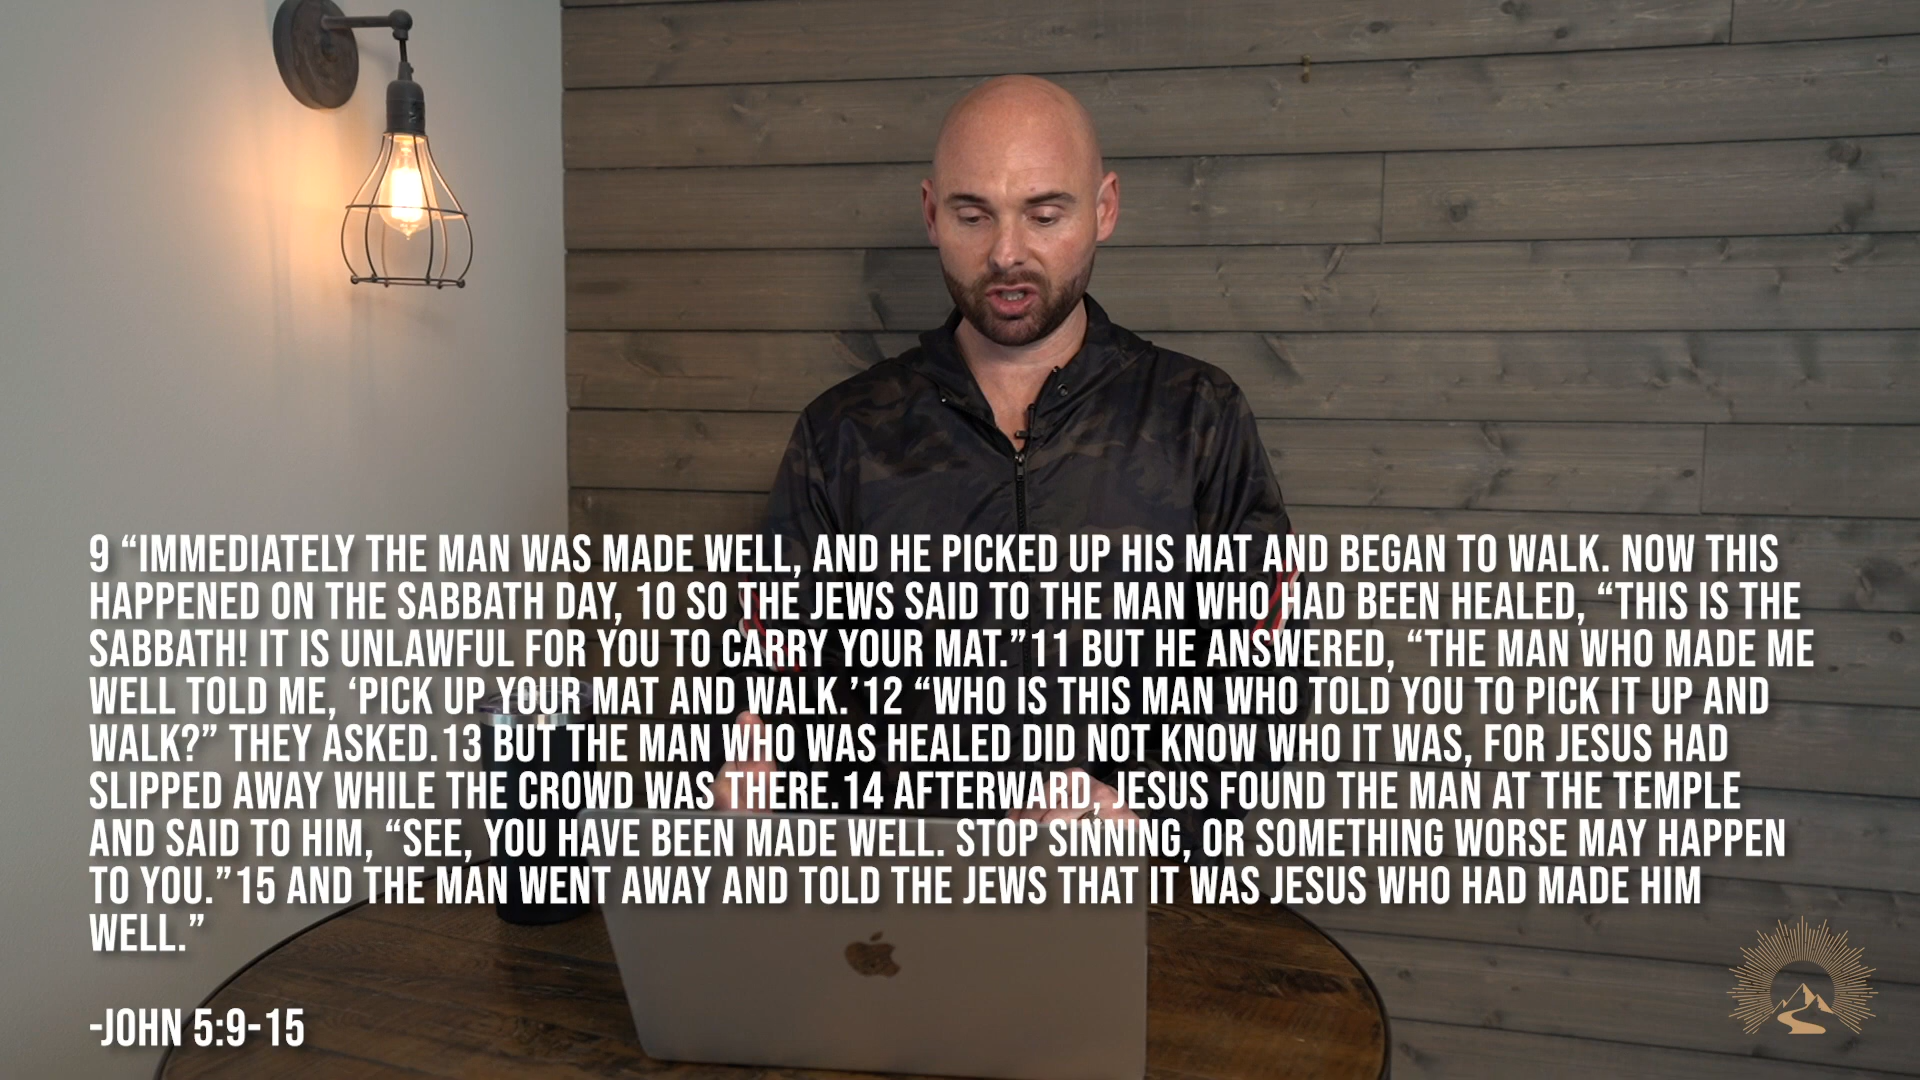 9 “IMMEDIATELY THE MAN WAS MADE WELL, AND HE PICKED UP HIS MAT AND BEGAN TO WALK. NOW THIS
HAPPENED ON THE SABBATH DAY, 10 SO THE JEWS SAID TO THE MAN WHO HAD BEEN HEALED, “THIS IS THE
SABBATH! IT IS UNLAWFUL FOR YOU TO CARRY YOUR MAT.”11 BUT HE ANSWERED, “THE MAN WHO MADE ME
WELL TOLD ME, ‘PICK UP YOUR MAT AND WALK.’12 “WHO IS THIS MAN WHO TOLD YOU TO PICK IT UP AND
WALK?” THEY ASKED.13 BUT THE MAN WHO WAS HEALED DID NOT KNOW WHO IT WAS, FOR JESUS HAD
SLIPPED AWAY WHILE THE CROWD WAS THERE.14 AFTERWARD, JESUS FOUND THE MAN AT THE TEMPLE
AND SAID TO HIM, “SEE, YOU HAVE BEEN MADE WELL. STOP SINNING, OR SOMETHING WORSE MAY HAPPEN
TO YOU.”15 AND THE MAN WENT AWAY AND TOLD THE JEWS THAT IT WAS JESUS WHO HAD MADE HIM
WELL.”
-JOHN 5:9-15